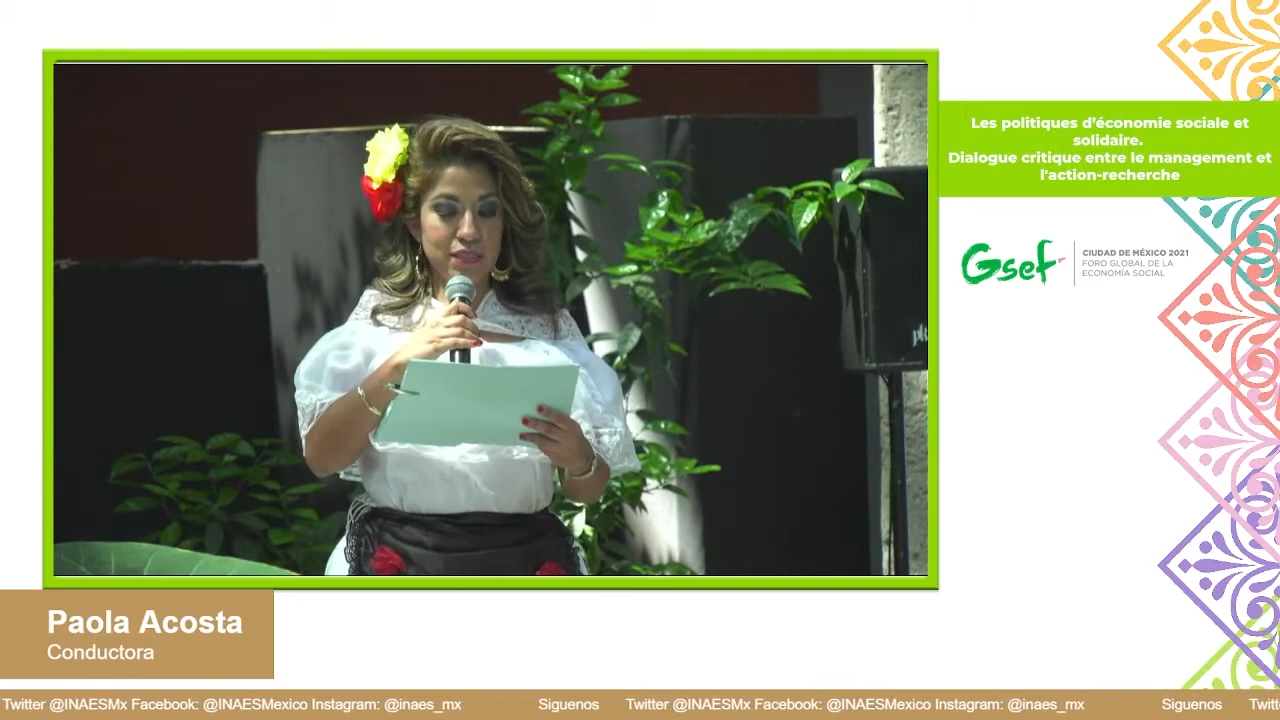 Les politiques d'économie sociale et
solidaire.
Dialogue critique entre le management et
l'action-recherche
Gsef
CIUDAD DE MÉXICO 2021
FORO GLOBAL DE LA
ECONOMÍA SOCIAL
Paola Acosta
Conductora
Twitter @INAESMx Facebook: @INAESMexico Instagram: @inaes_mx Siguenos Twitter @INAESMx Facebook: @INAESMexico Instagram: @inaes_mx Siguenos